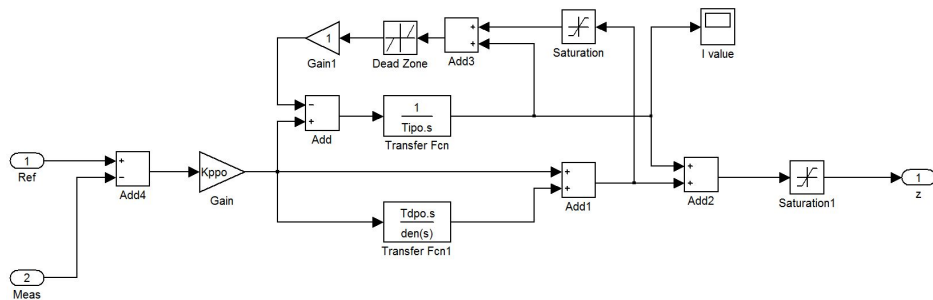 1
Gain1
Dead Zone
+
+
Add3
Saturation
I value
−
+
Add
1
Tipo.s
Transfer Fcn
1
Ref
+
−
Add4
Kppo
Gain
+
+
Add1
+
+
Add2
Saturation1
1
z
Tdpo.s
den(s)
Transfer Fcn1
2
Meas